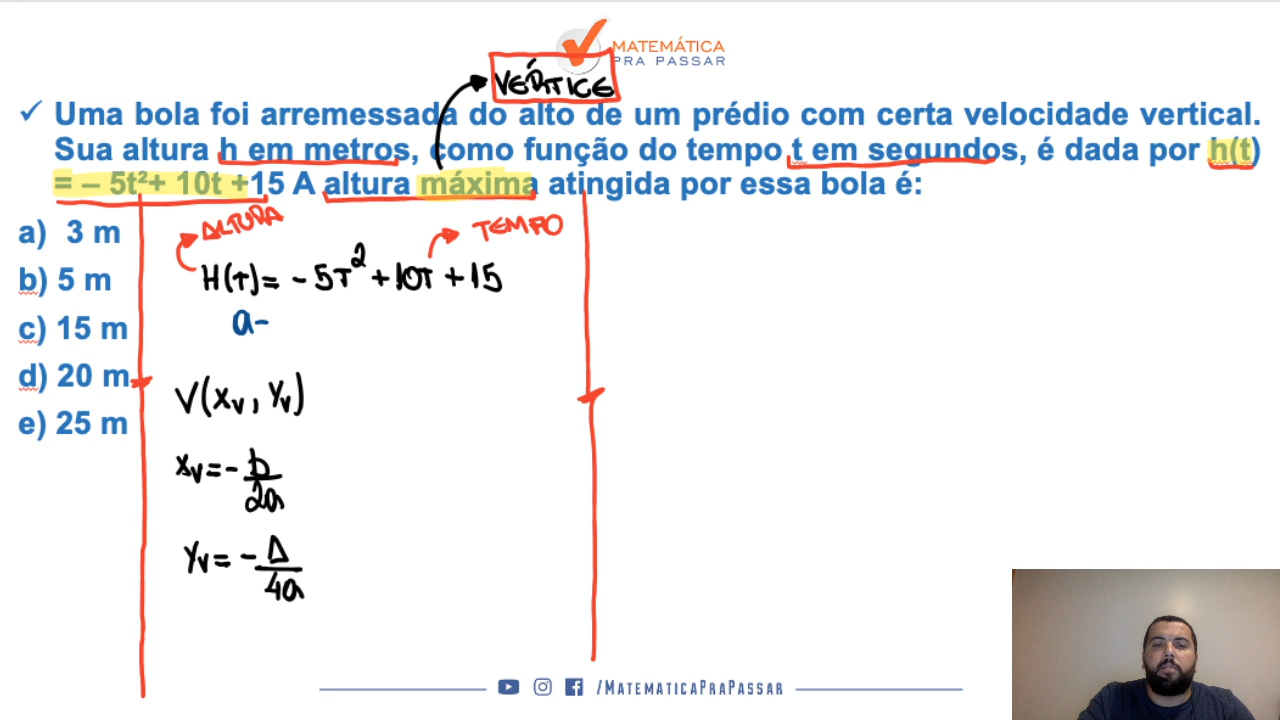 MATEMÁTICA
PRA PASSAR
VÉRTICE
✓ Uma bola foi arremessada do alto de um prédio com certa velocidade vertical.
Sua altura h em metros, como função do tempo t em segundos, é dada por h(t)
= – 5t²+ 10t +15 A altura máxima atingida por essa bola é:
a) 3 m
b) 5 m
c) 15 m
d) 20 m
e) 25 m
ALTURA
TEMPO
H(T)= -5T²+10T+15
a-
V(Xv, Yv)
Xv=-b/2a
Yv=-Δ/4a
/MATEMATICAPRAPASSAR